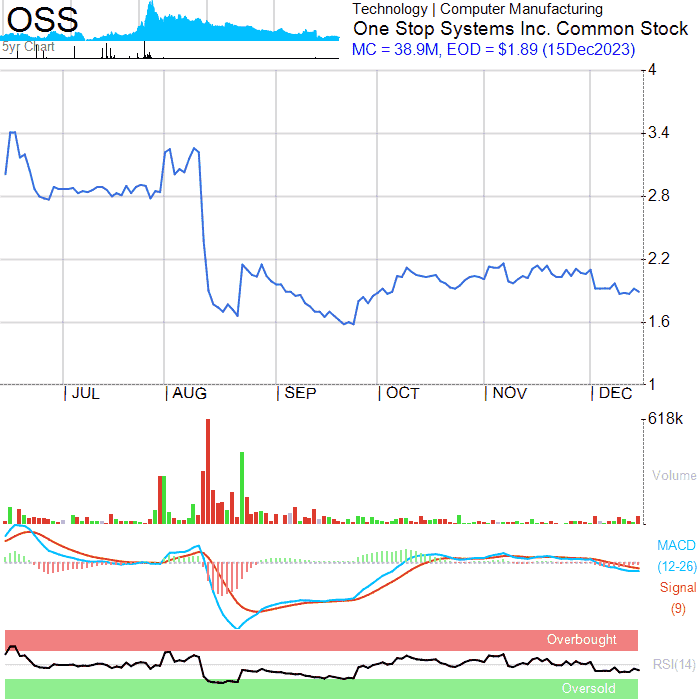 OSS
5yr Chart
Technology | Computer Manufacturing
One Stop Systems Inc. Common Stock
MC = 38.9M, EOD = $1.89 (15Dec2023)
4
3.4
2.8
2.2
1.6
1
JUL AUG SEP OCT NOV DEC
618k
Volume
MACD
(12-26)
Signal
(9)
Overbought
RSI(14)
Oversold